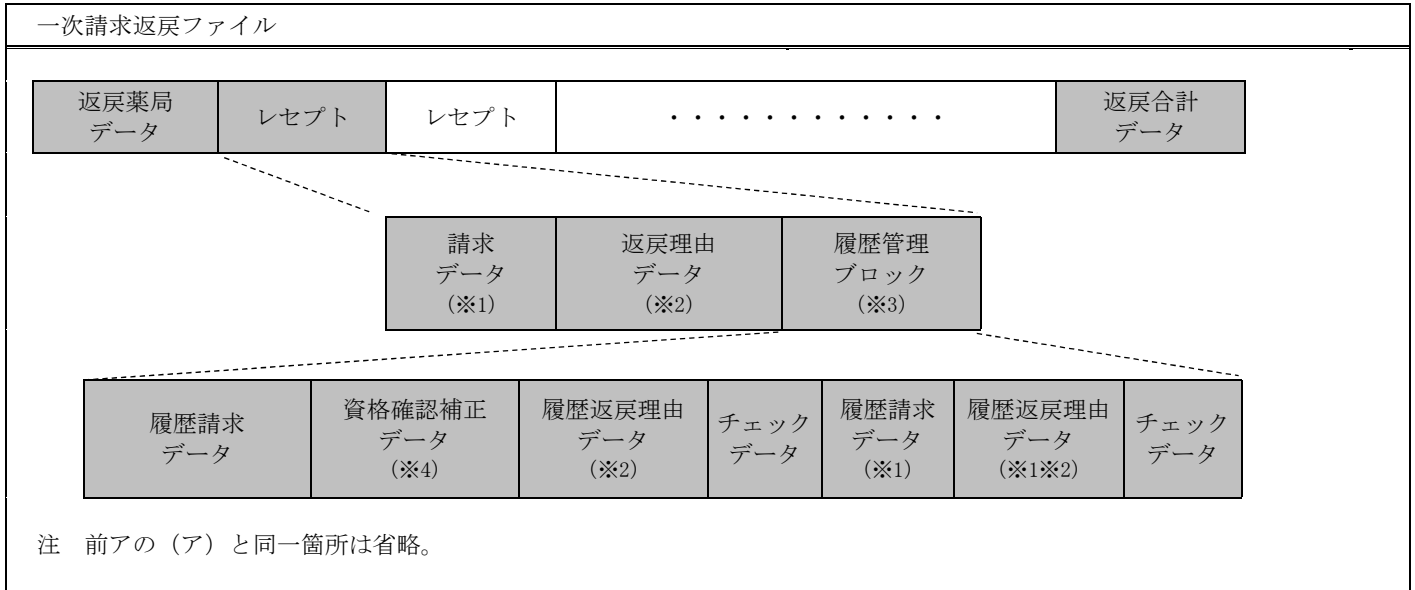 一次請求返戻ファイル
返戻薬局
データ
レセプト
レセプト
・・・・・・・・・・・・
返戻合計
データ
請求
データ
(※1)
返戻理由
データ
(※2)
履歴管理
ブロック
(※3)
履歴請求
データ
資格確認補正
データ
(※4)
履歴返戻理由
データ
(※2)
チェック
データ
履歴請求
データ
(※1)
履歴返戻理由
データ
(※1※2)
チェック
データ
注　前アの（ア）と同一箇所は省略。